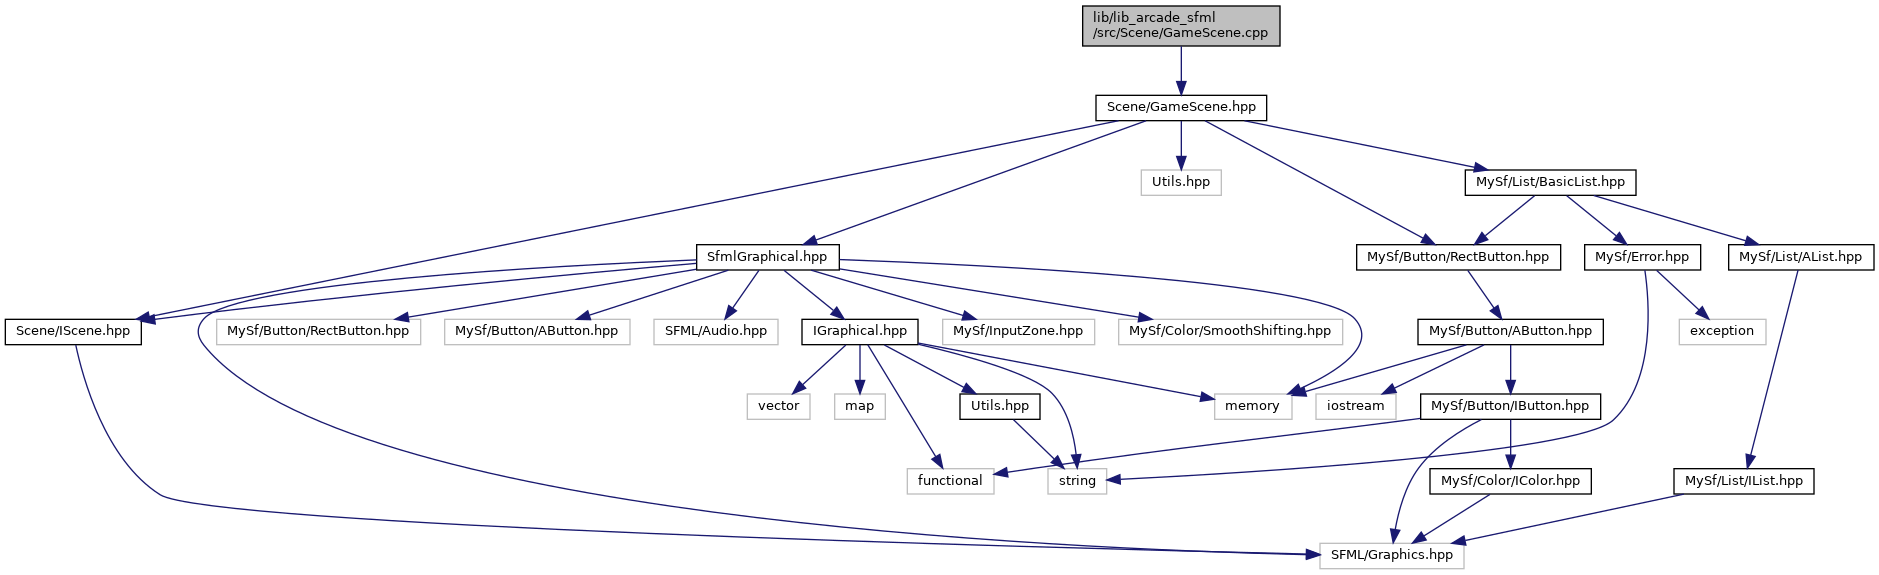 lib/lib_arcade_sfml
/src/Scene/GameScene.cpp
Scene/GameScene.hpp
Utils.hpp
MySf/List/BasicList.hpp
SfmlGraphical.hpp
MySf/Button/RectButton.hpp
MySf/Error.hpp
MySf/List/AList.hpp
Scene/IScene.hpp
MySf/Button/RectButton.hpp
MySf/Button/AButton.hpp
SFML/Audio.hpp
IGraphical.hpp
MySf/InputZone.hpp
MySf/Color/SmoothShifting.hpp
MySf/Button/AButton.hpp
exception
vector
map
Utils.hpp
memory
iostream
MySf/Button/IButton.hpp
functional
string
MySf/Color/IColor.hpp
MySf/List/IList.hpp
SFML/Graphics.hpp